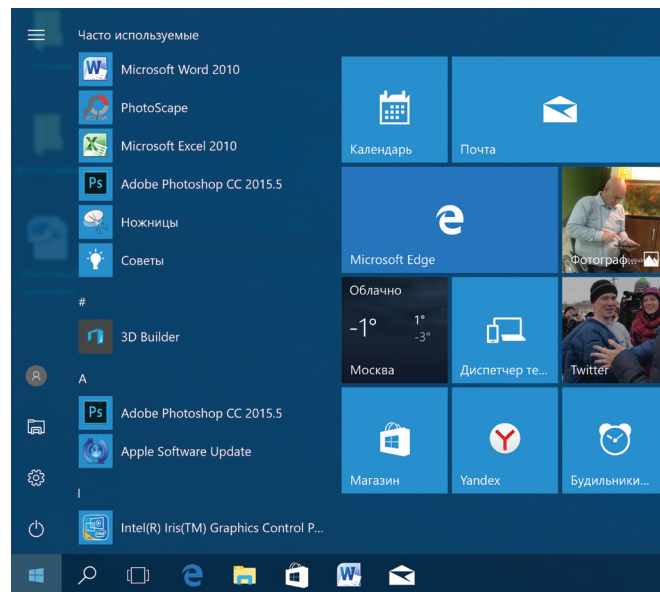 Часто используемые
Microsoft Word 2010
PhotoScape
Microsoft Excel 2010
Ps
Adobe Photoshop CC 2015.5
Ножницы
Советы
#
3D Builder
A
Ps
Adobe Photoshop CC 2015.5
Apple Software Update
I
Intel(R) Iris(TM) Graphics Control P...
Календарь
Почта
Microsoft Edge
Фотограф...
Облачно
-1°
1°
-3°
Москва
Диспетчер те...
Twitter
Магазин
Yandex
Будильники...